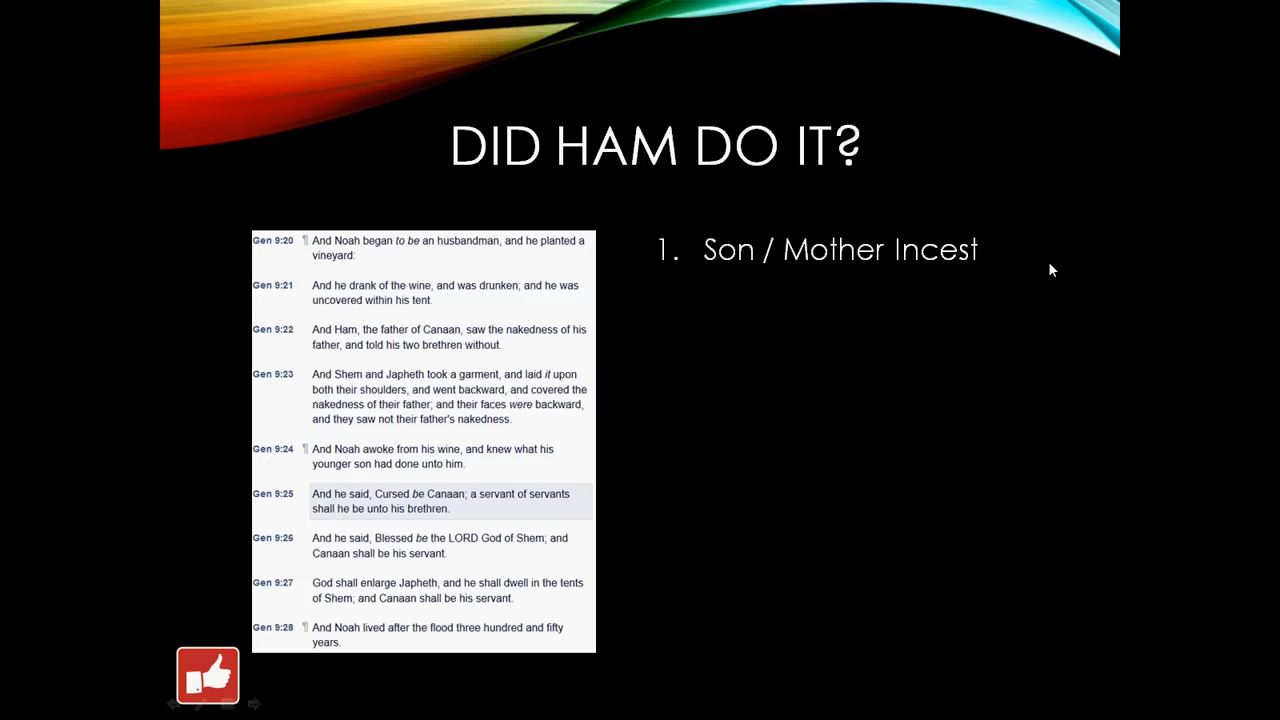 DID HAM DO IT?
Gen 9:20 ¶ And Noah began to be an husbandman, and he planted a
vineyard:
Gen 9:21 And he drank of the wine, and was drunken; and he was
uncovered within his tent.
Gen 9:22 And Ham, the father of Canaan, saw the nakedness of his
father, and told his two brethren without.
Gen 9:23 And Shem and Japheth took a garment, and laid it upon
both their shoulders, and went backward, and covered the
nakedness of their father; and their faces were backward,
and they saw not their father's nakedness.
Gen 9:24 ¶ And Noah awoke from his wine, and knew what his
younger son had done unto him.
Gen 9:25 And he said, Cursed be Canaan; a servant of servants
shall he be unto his brethren.
Gen 9:26 And he said, Blessed be the LORD God of Shem; and
Canaan shall be his servant.
Gen 9:27 God shall enlarge Japheth, and he shall dwell in the tents
of Shem; and Canaan shall be his servant.
Gen 9:28 ¶ And Noah lived after the flood three hundred and fifty
years.
1. Son / Mother Incest